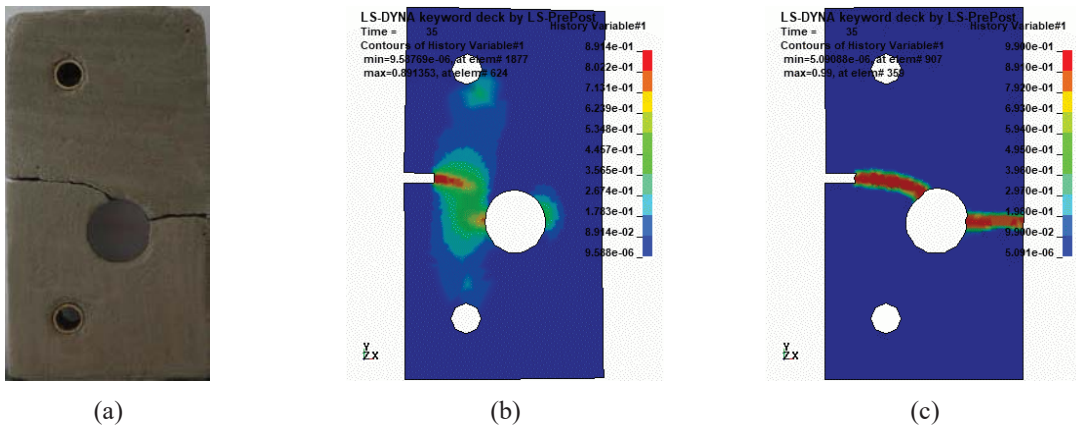 LS-DYNA keyword deck by LS-PrePost
Time = 35
Contours of History Variable#1
min=9.58769e-06, at elem# 1877
max=0.891353, at elem# 624
History Variable#1
8.914e-01
8.022e-01
7.131e-01
6.239e-01
5.348e-01
4.457e-01
3.565e-01
2.674e-01
1.783e-01
8.914e-02
9.588e-06
Y
Z X
LS-DYNA keyword deck by LS-PrePost
Time = 35
Contours of History Variable#1
min=5.09088e-06, at elem# 907
max=0.99, at elem# 359
History Variable#1
9.900e-01
8.910e-01
7.920e-01
6.930e-01
5.940e-01
4.950e-01
3.960e-01
2.970e-01
1.980e-01
9.900e-02
5.091e-06
Y
Z X
(a)
(b)
(c)